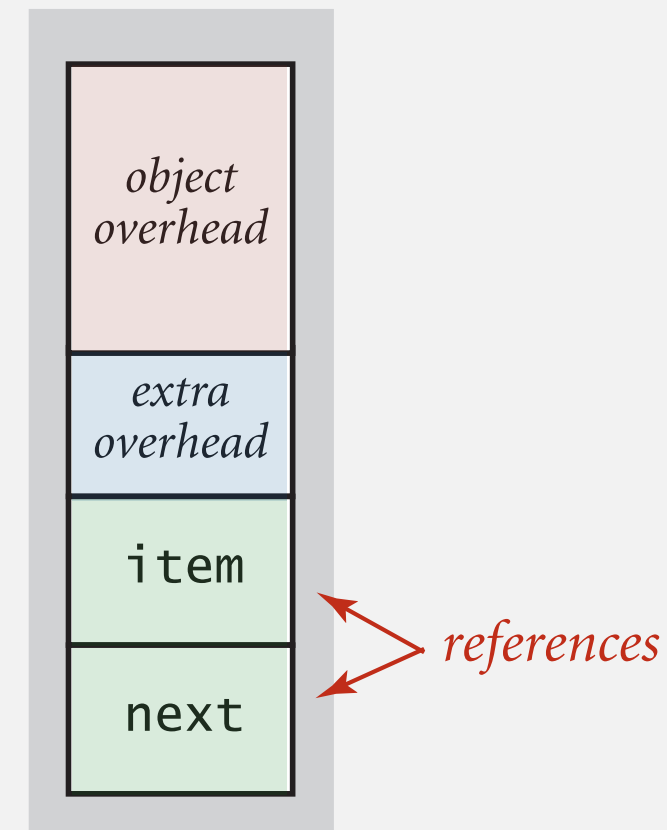 object
overhead
extra
overhead
item
references
next